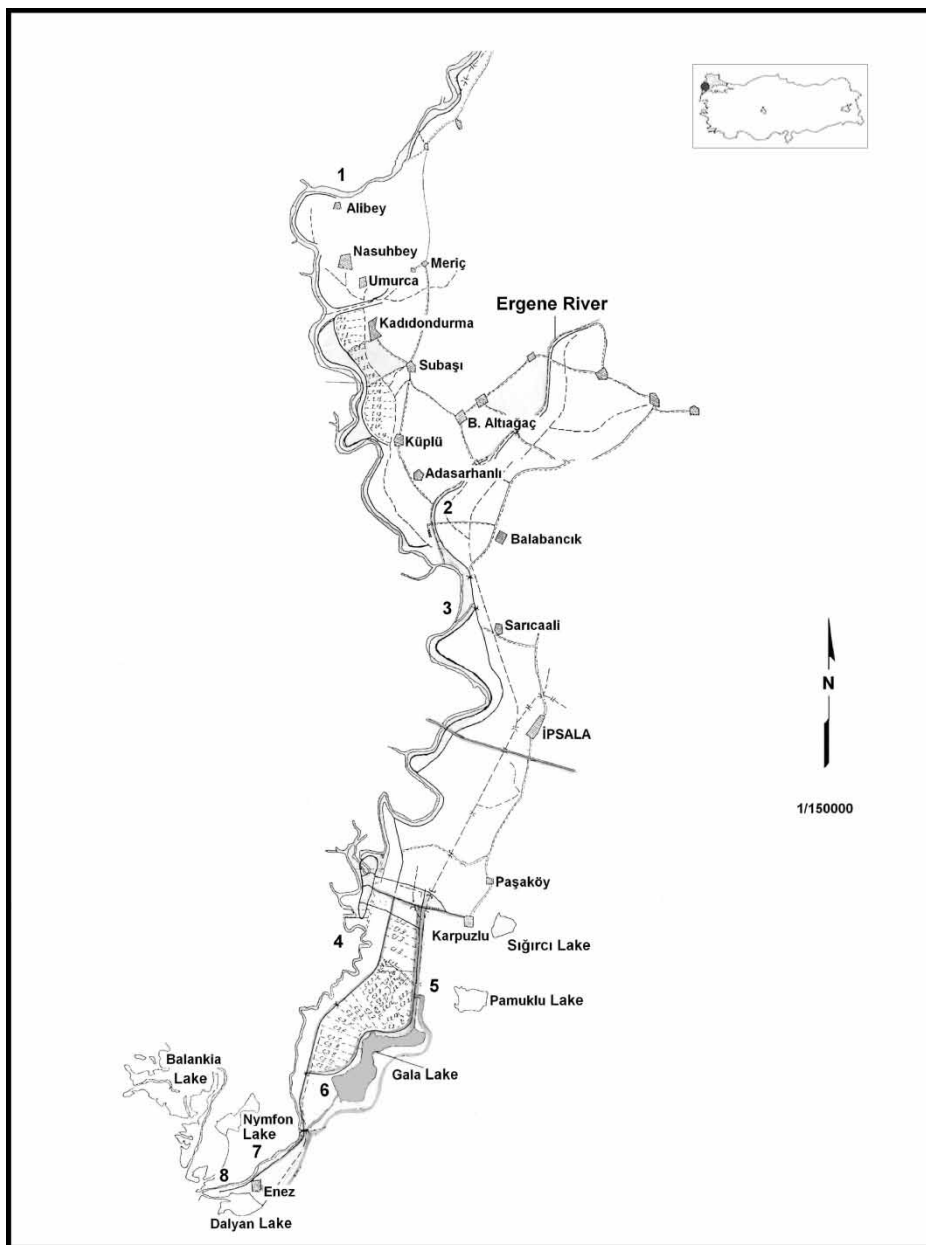 1
Alibey
Nasuhbey
Meriç
Umurca
Ergene River
Kadıdondurma
Subaşı
B. Altıağaç
Küplü
Adasarhanlı
2
Balabancık
3
Sarıcaali
N
İPSALA
1/150000
Paşaköy
Karpuzlu
4
Sığırcı Lake
5
Pamuklu Lake
Balankia
Lake
Gala Lake
6
Nymfon
Lake
7
8
Enez
Dalyan Lake